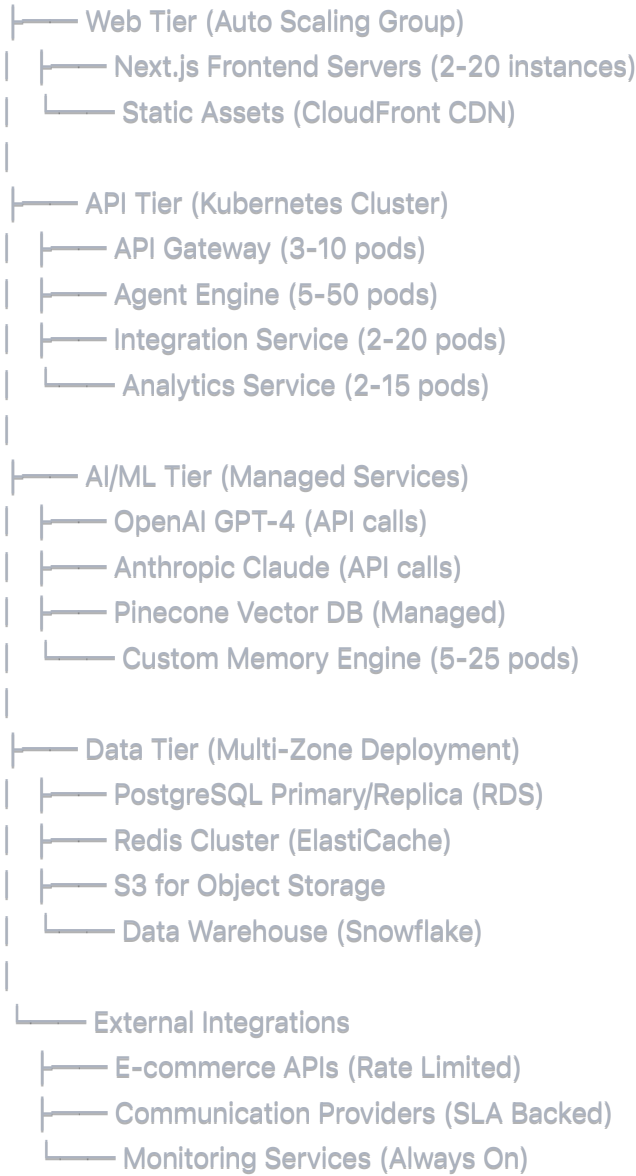 ├── Web Tier (Auto Scaling Group)
│ ├── Next.js Frontend Servers (2-20 instances)
│ └── Static Assets (CloudFront CDN)
│
├── API Tier (Kubernetes Cluster)
│ ├── API Gateway (3-10 pods)
│ ├── Agent Engine (5-50 pods)
│ ├── Integration Service (2-20 pods)
│ └── Analytics Service (2-15 pods)
│
├── AI/ML Tier (Managed Services)
│ ├── OpenAI GPT-4 (API calls)
│ ├── Anthropic Claude (API calls)
│ ├── Pinecone Vector DB (Managed)
│ └── Custom Memory Engine (5-25 pods)
│
├── Data Tier (Multi-Zone Deployment)
│ ├── PostgreSQL Primary/Replica (RDS)
│ ├── Redis Cluster (ElastiCache)
│ ├── S3 for Object Storage
│ └── Data Warehouse (Snowflake)
│
└── External Integrations
  ├── E-commerce APIs (Rate Limited)
  ├── Communication Providers (SLA Backed)
  └── Monitoring Services (Always On)